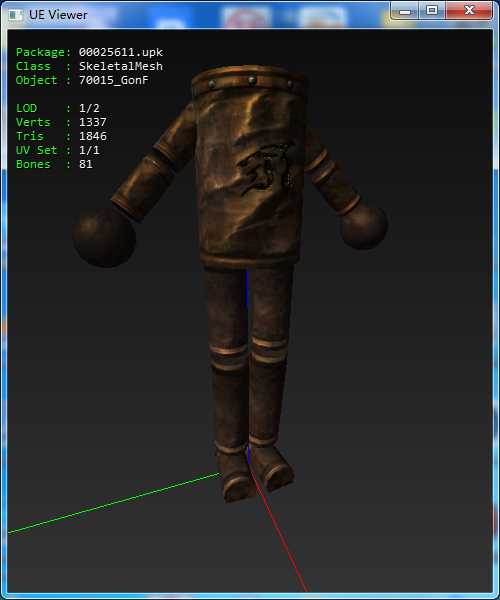 UE Viewer
Package: 00025611.upk
Class : SkeletalMesh
Object : 70015_GonF
LOD : 1/2
Verts : 1337
Tris : 1846
UV Set : 1/1
Bones : 81